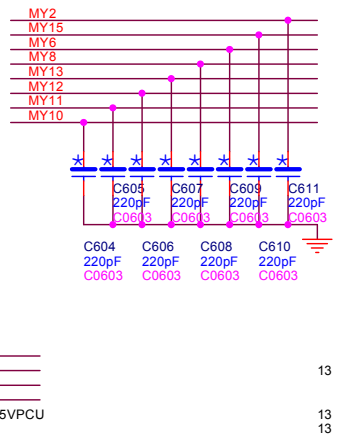 MY2
MY15
MY6
MY8
MY13
MY12
MY11
MY10
* * * * * * * *
C605 C607 C609 C611
220pF 220pF 220pF 220pF
C0603 C0603 C0603 C0603
C604 C606 C608 C610
220pF 220pF 220pF 220pF
C0603 C0603 C0603 C0603
13
5VPCU 13
13